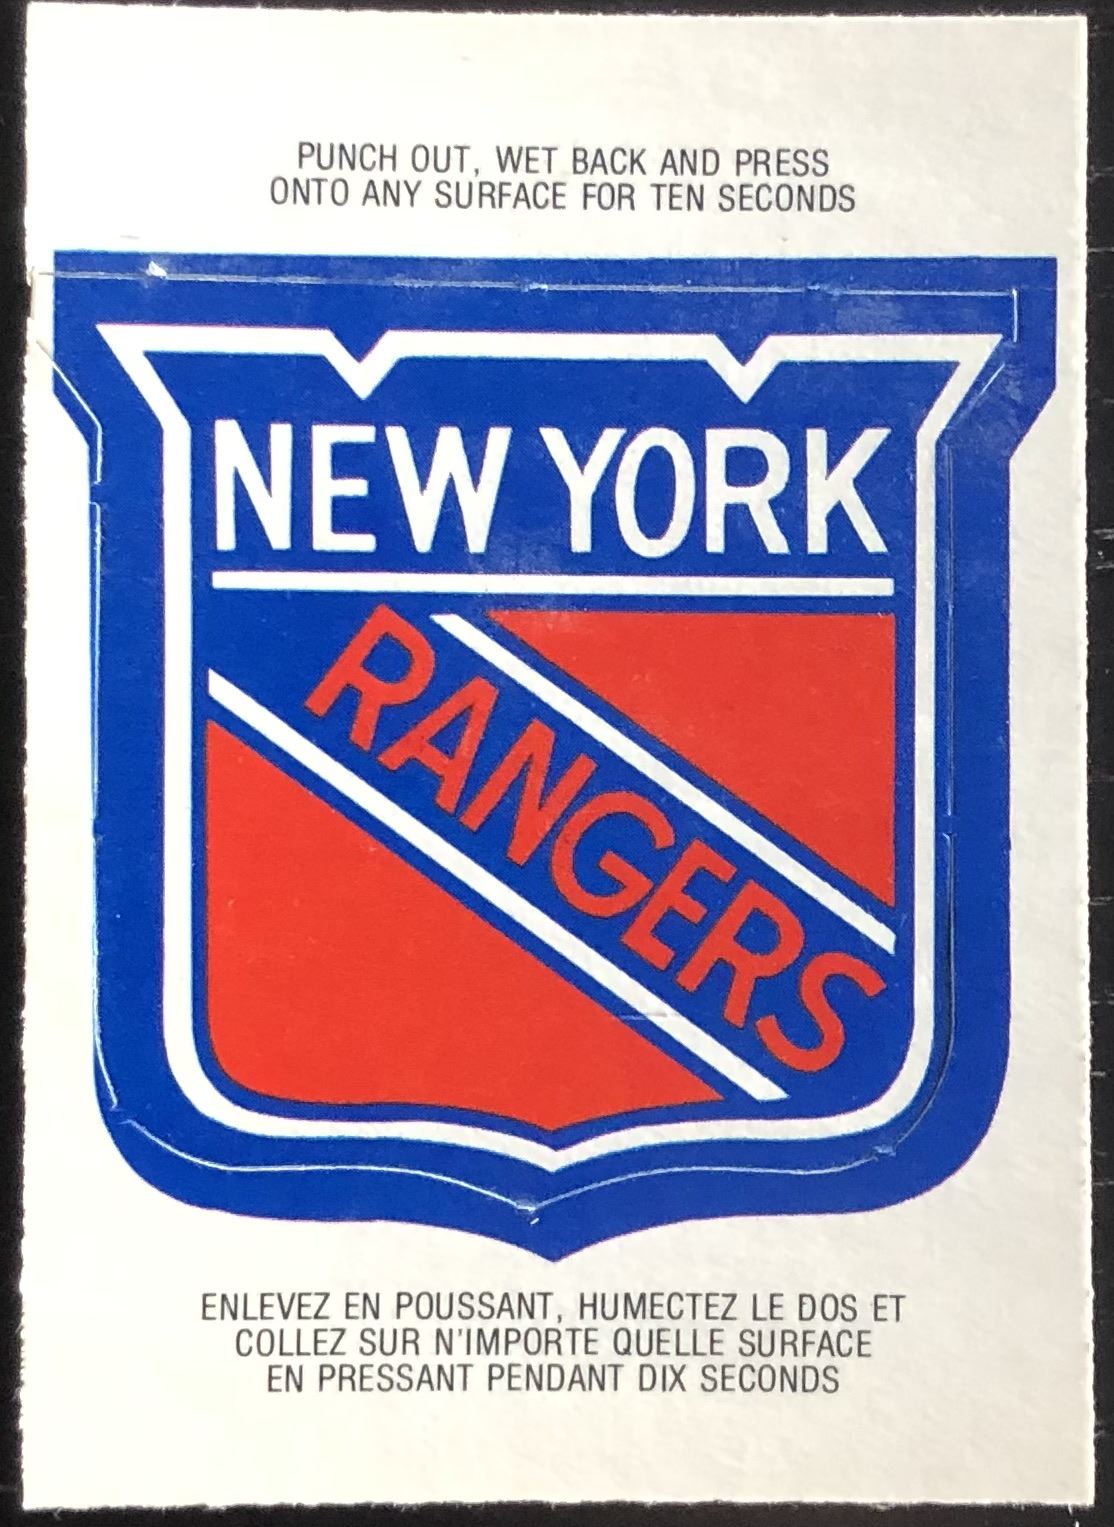 PUNCH OUT, WET BACK AND PRESS
ONTO ANY SURFACE FOR TEN SECONDS
NEW YORK
RANGERS
ENLEVEZ EN POUSSANT, HUMECTEZ LE DOS ET
COLLEZ SUR N'IMPORTE QUELLE SURFACE
EN PRESSANT PENDANT DIX SECONDS